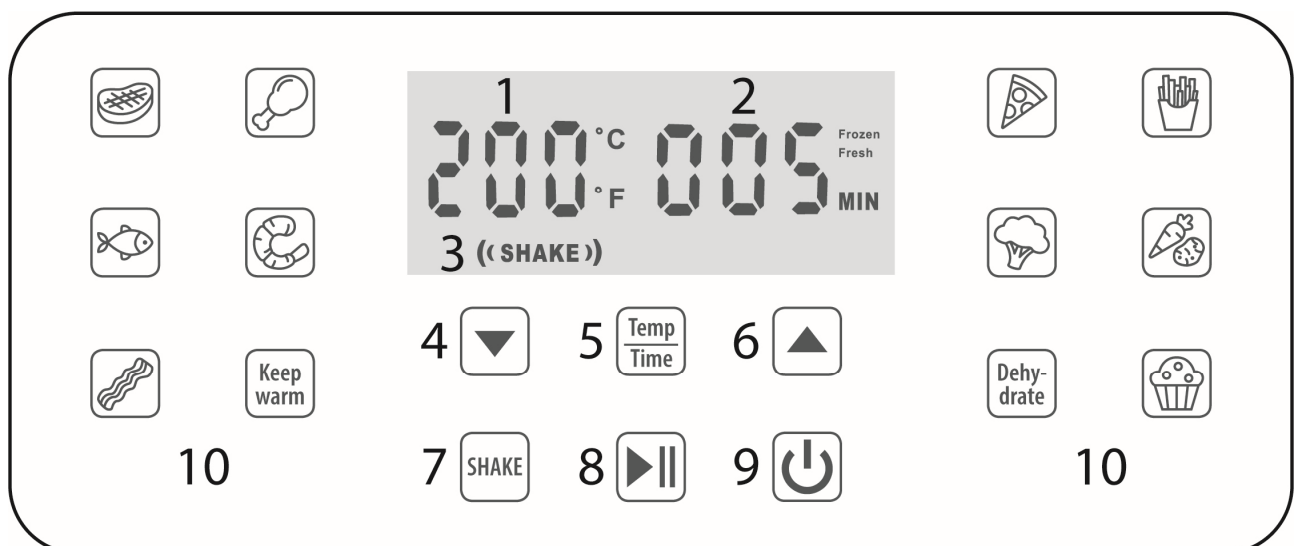 1 2
200 °C °F 005 Frozen Fresh MIN
3 ((SHAKE))
4 5 Temp Time 6
Keep warm
Dehy-
drate
7 SHAKE 8 9
10 10